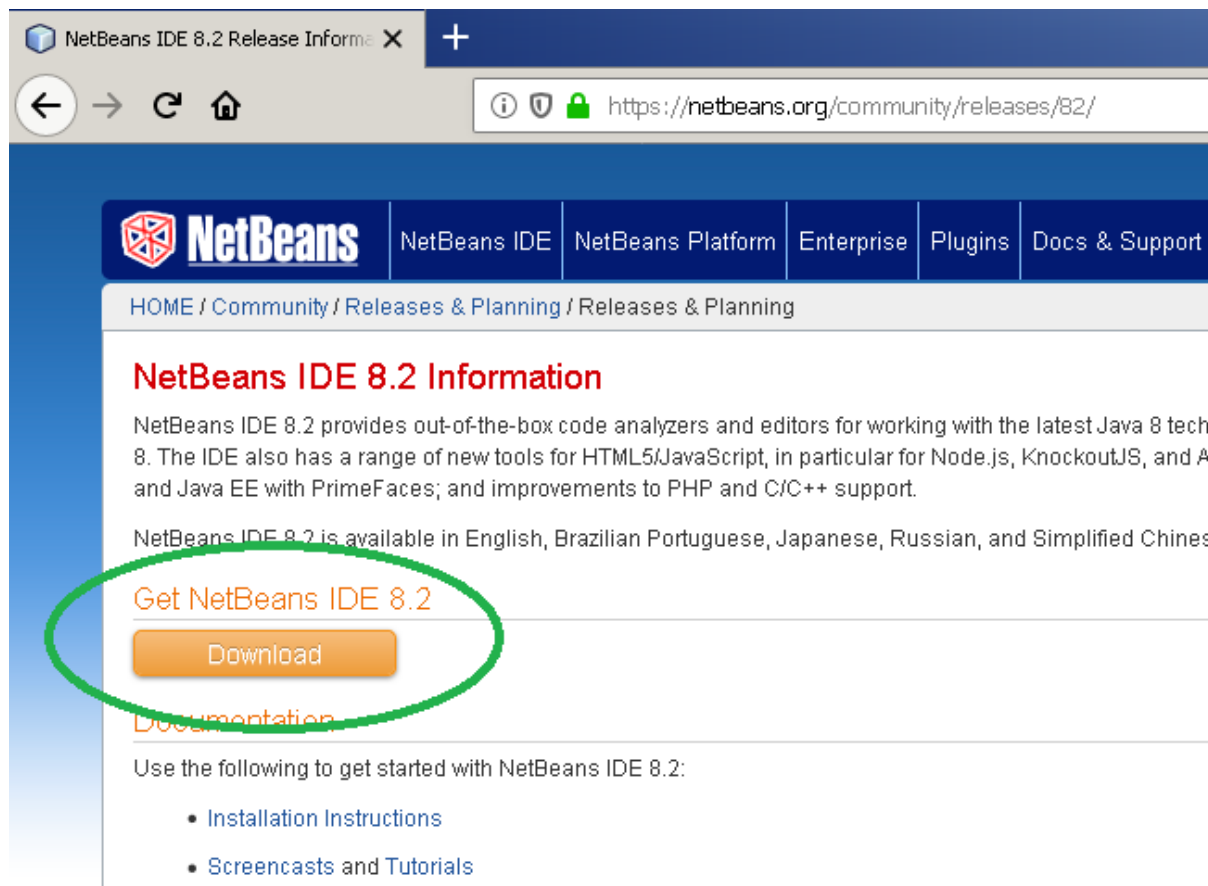 NetBeans IDE 8.2 Release Informa
https://netbeans.org/community/releases/82/
NetBeans
NetBeans IDE
NetBeans Platform
Enterprise
Plugins
Docs & Support
HOME / Community / Releases & Planning / Releases & Planning
NetBeans IDE 8.2 Information
NetBeans IDE 8.2 provides out-of-the-box code analyzers and editors for working with the latest Java 8 tech
8. The IDE also has a range of new tools for HTML5/JavaScript, in particular for Node.js, KnockoutJS, and A
and Java EE with PrimeFaces; and improvements to PHP and C/C++ support.
NetBeans IDE 8.2 is available in English, Brazilian Portuguese, Japanese, Russian, and Simplified Chines
Get NetBeans IDE 8.2
Download
Documentation
Use the following to get started with NetBeans IDE 8.2:
• Installation Instructions
• Screencasts and Tutorials